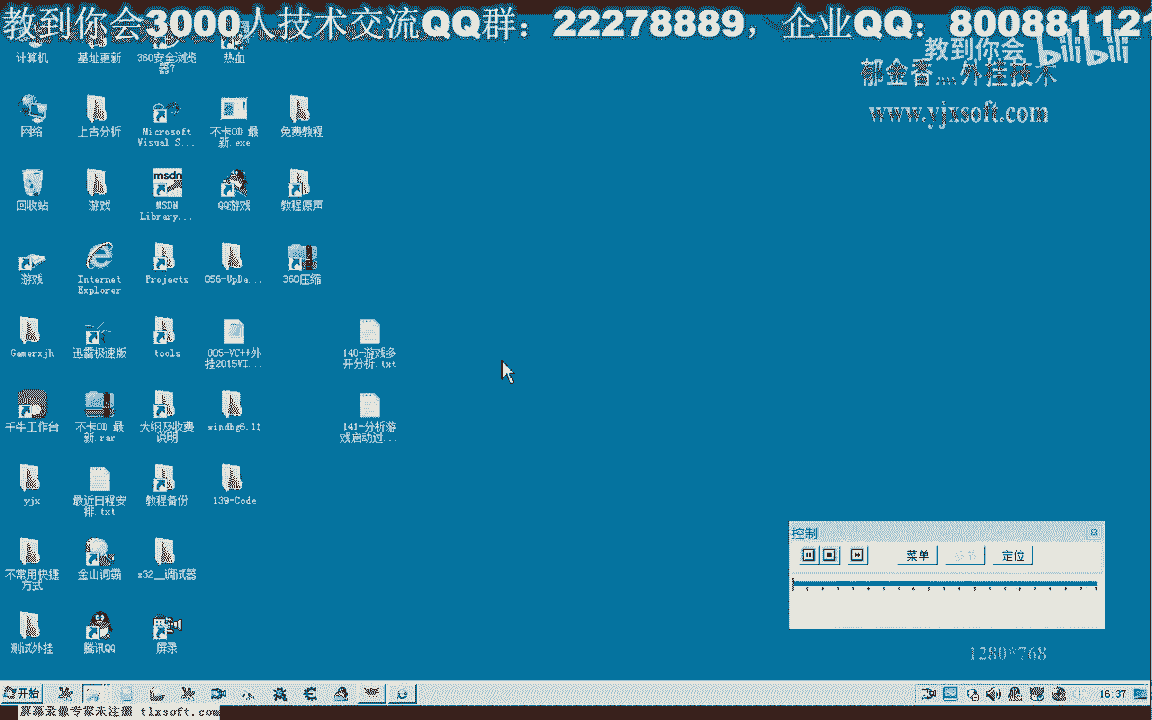 教到你会3000人技术交流QQ群：22278889，企业QQ：800881121
教到你会 bilibili
郁金香....外挂技术
www.yjxsoft.com
计算机 基址更新 360安全浏览器7 热血
网络 上古分析 Microsoft Visual S... 不卡OD 最新.exe 免费教程
回收站 游戏 MSDN Library... QQ游戏 教程原声
msdn
游戏 Internet Explorer Projects 056-UpDa... 360压缩
Gamerxjh 迅雷极速版 tools 005-VC++外挂2015VI... 140-游戏多开分析.txt
千牛工作台 不卡OD 最新.rar 大纲及收费说明 windbg6.11 141-分析游戏启动过...
yjx 最近日程安排.txt 教程备份 139-Code
不常用快捷方式 金山词霸 x32__调试器
测试外挂 腾讯QQ 屏录
控制
菜单 定位
1280*768
开始 16:37
屏幕录像专家未注册 tlxsoft.com